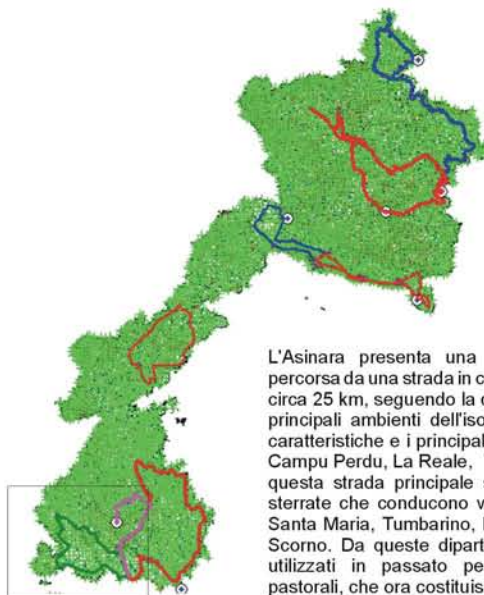 L'Asinara presenta una
percorsa da una strada in c
circa 25 km, seguendo la
principali ambienti dell'iso
caratteristiche e i principal
Campu Perdu, La Reale,
questa strada principale
sterrate che conducono v
Santa Maria, Tumbarino,
Scorno. Da queste dipart
utilizzati in passato pe
pastorali, che ora costituis